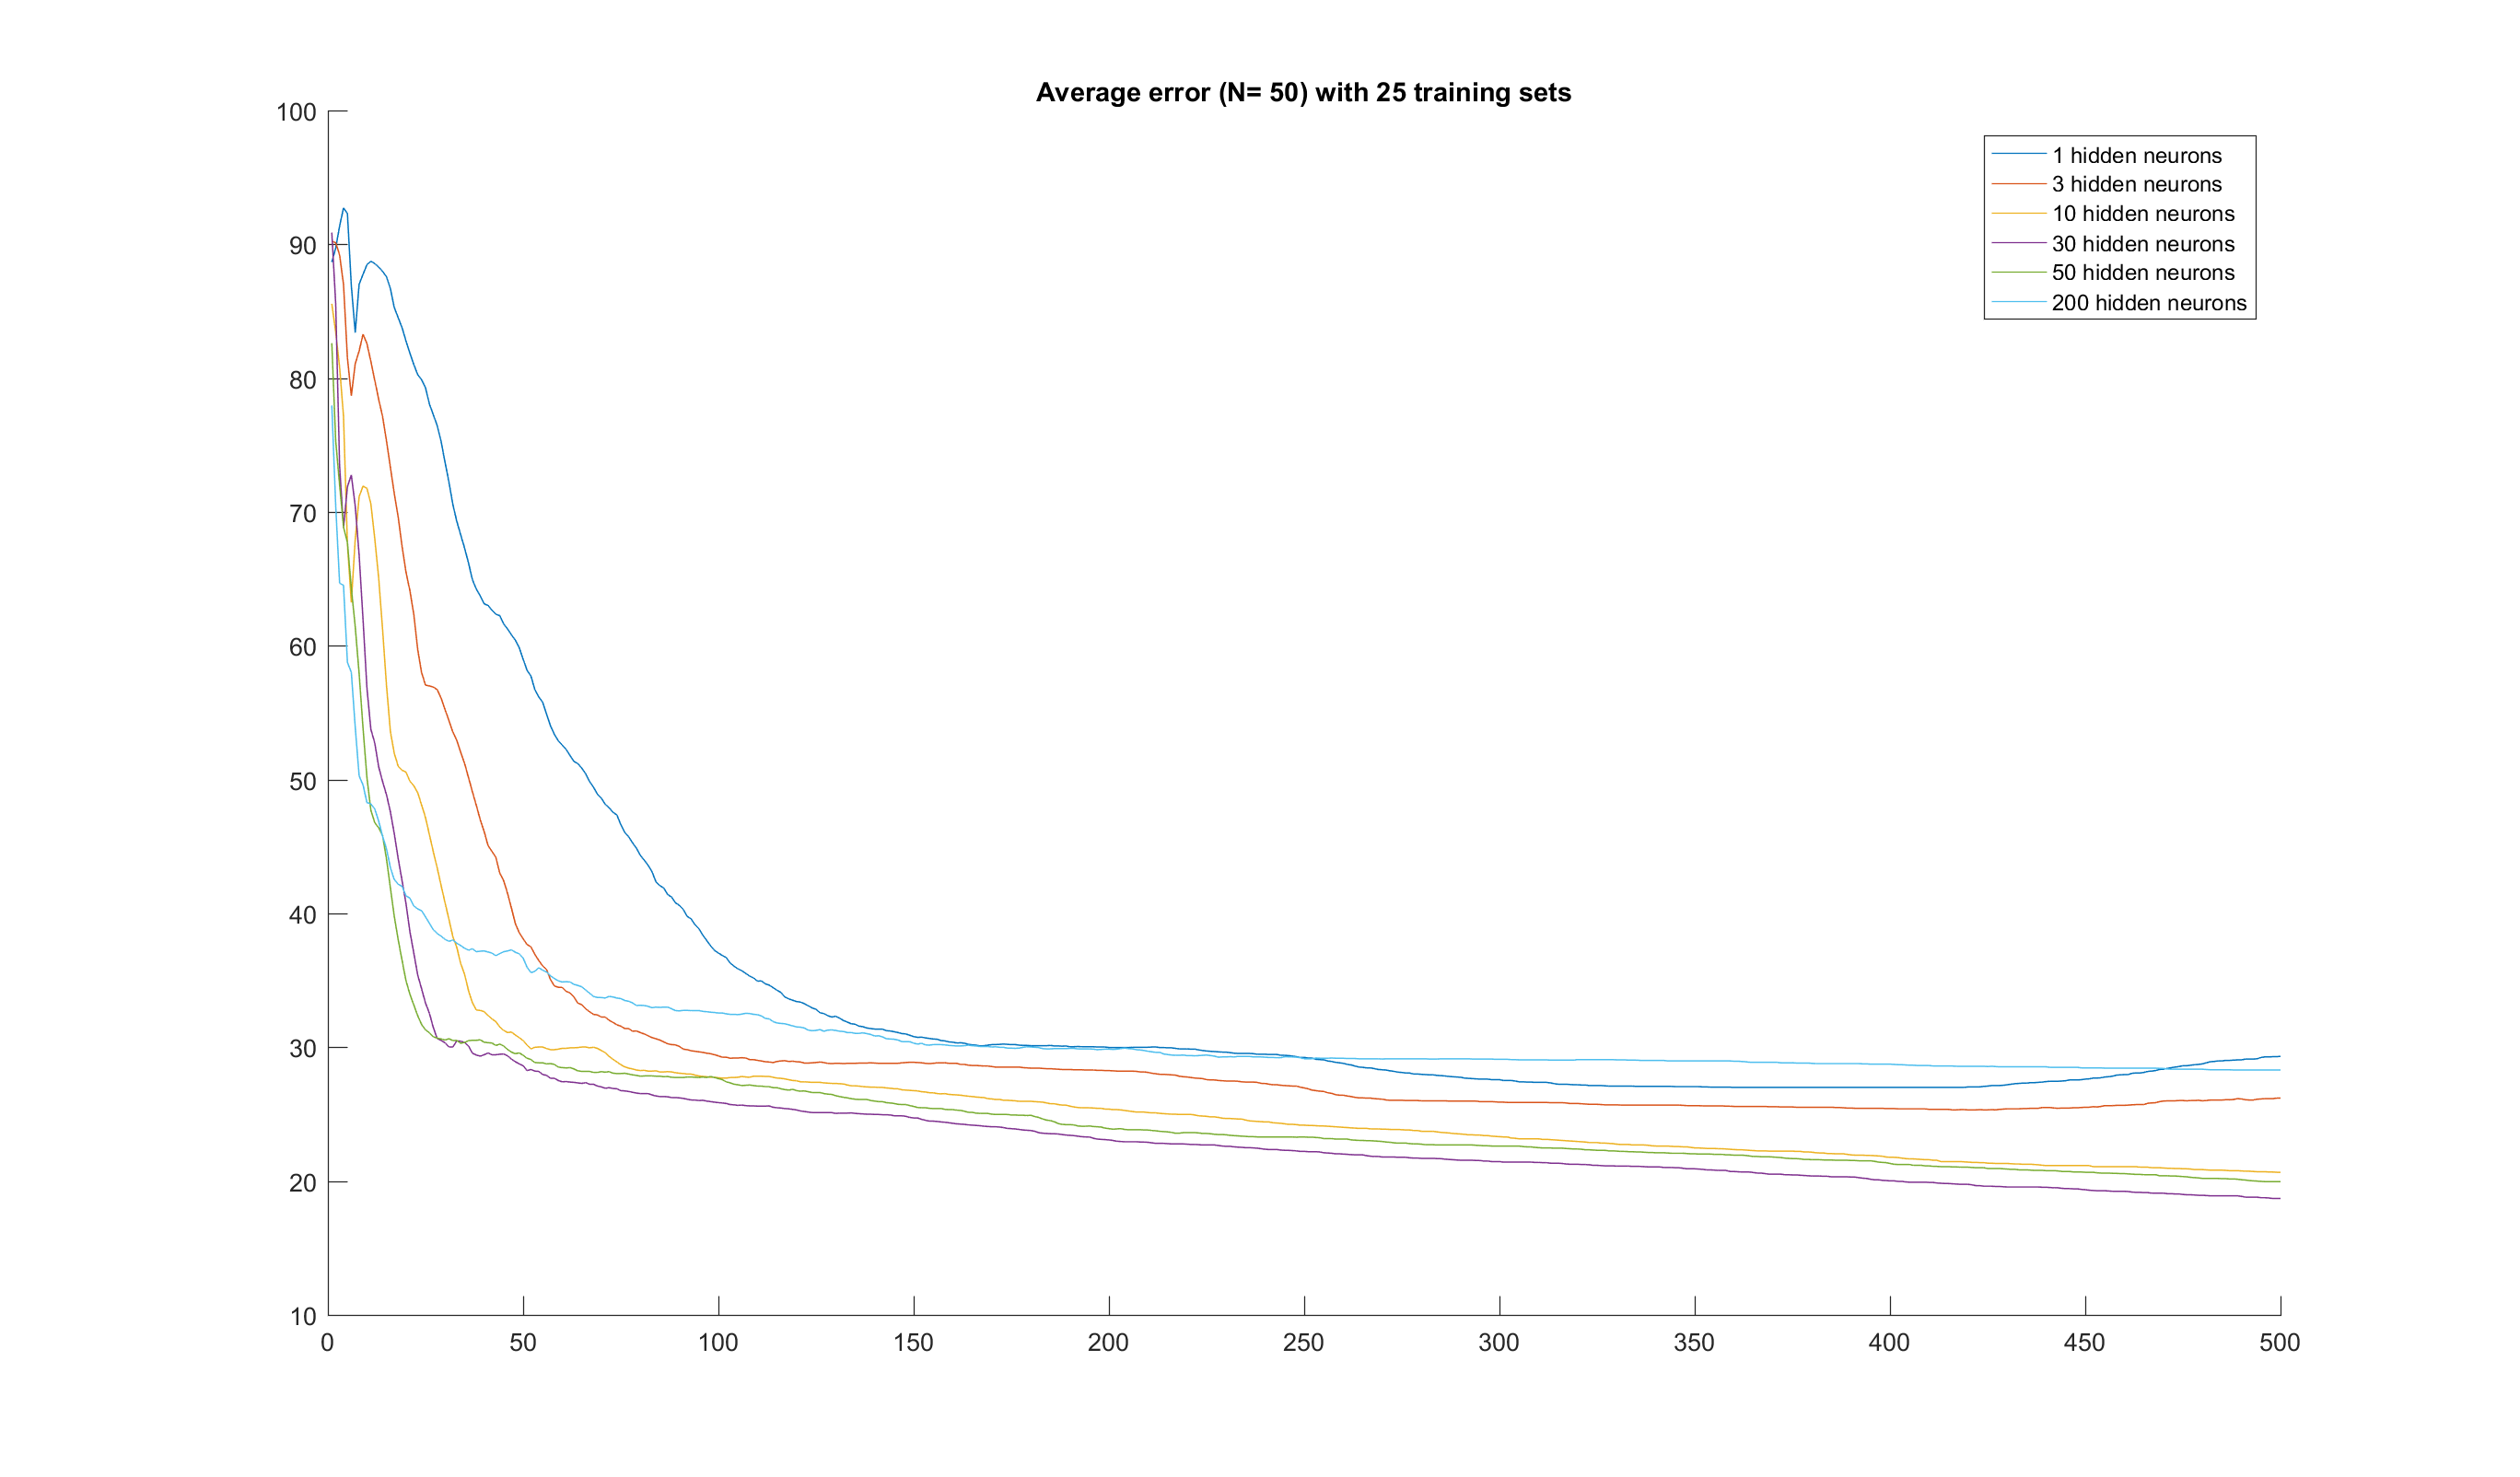 Average error (N= 50) with 25 training sets
100
90
80
70
60
50
40
30
20
10
1 hidden neurons
3 hidden neurons
10 hidden neurons
30 hidden neurons
50 hidden neurons
200 hidden neurons
0 50 100 150 200 250 300 350 400 450 500